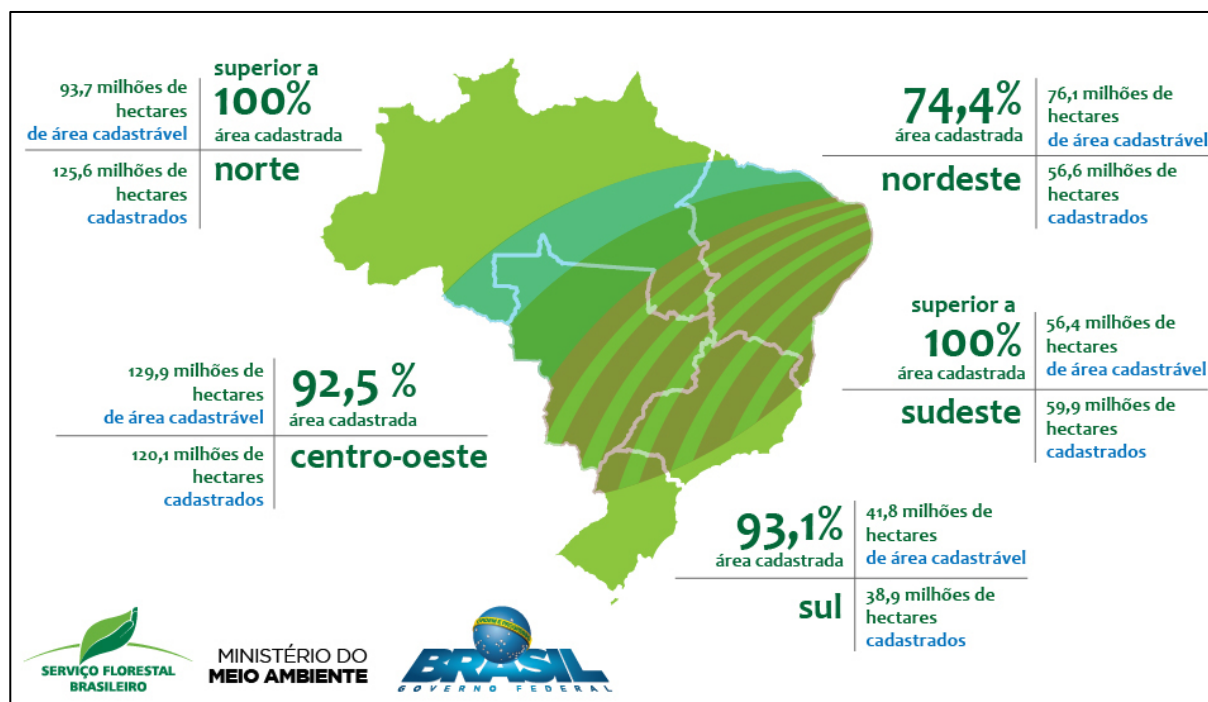 93,7 milhões de
hectares
de área cadastrável
125,6 milhões de
hectares
cadastrados
superior a
100%
área cadastrada
norte
74,4%
área cadastrada
nordeste
76,1 milhões de
hectares
de área cadastrável
56,6 milhões de
hectares
cadastrados
129,9 milhões de
hectares
de área cadastrável
120,1 milhões de
hectares
cadastrados
92,5 %
área cadastrada
centro-oeste
superior a
100%
área cadastrada
sudeste
56,4 milhões de
hectares
de área cadastrável
59,9 milhões de
hectares
cadastrados
93,1%
área cadastrada
sul
41,8 milhões de
hectares
de área cadastrável
38,9 milhões de
hectares
cadastrados
SERVIÇO FLORESTAL
BRASILEIRO
MINISTÉRIO DO
MEIO AMBIENTE
BRASIL
GOVERNO FEDERAL